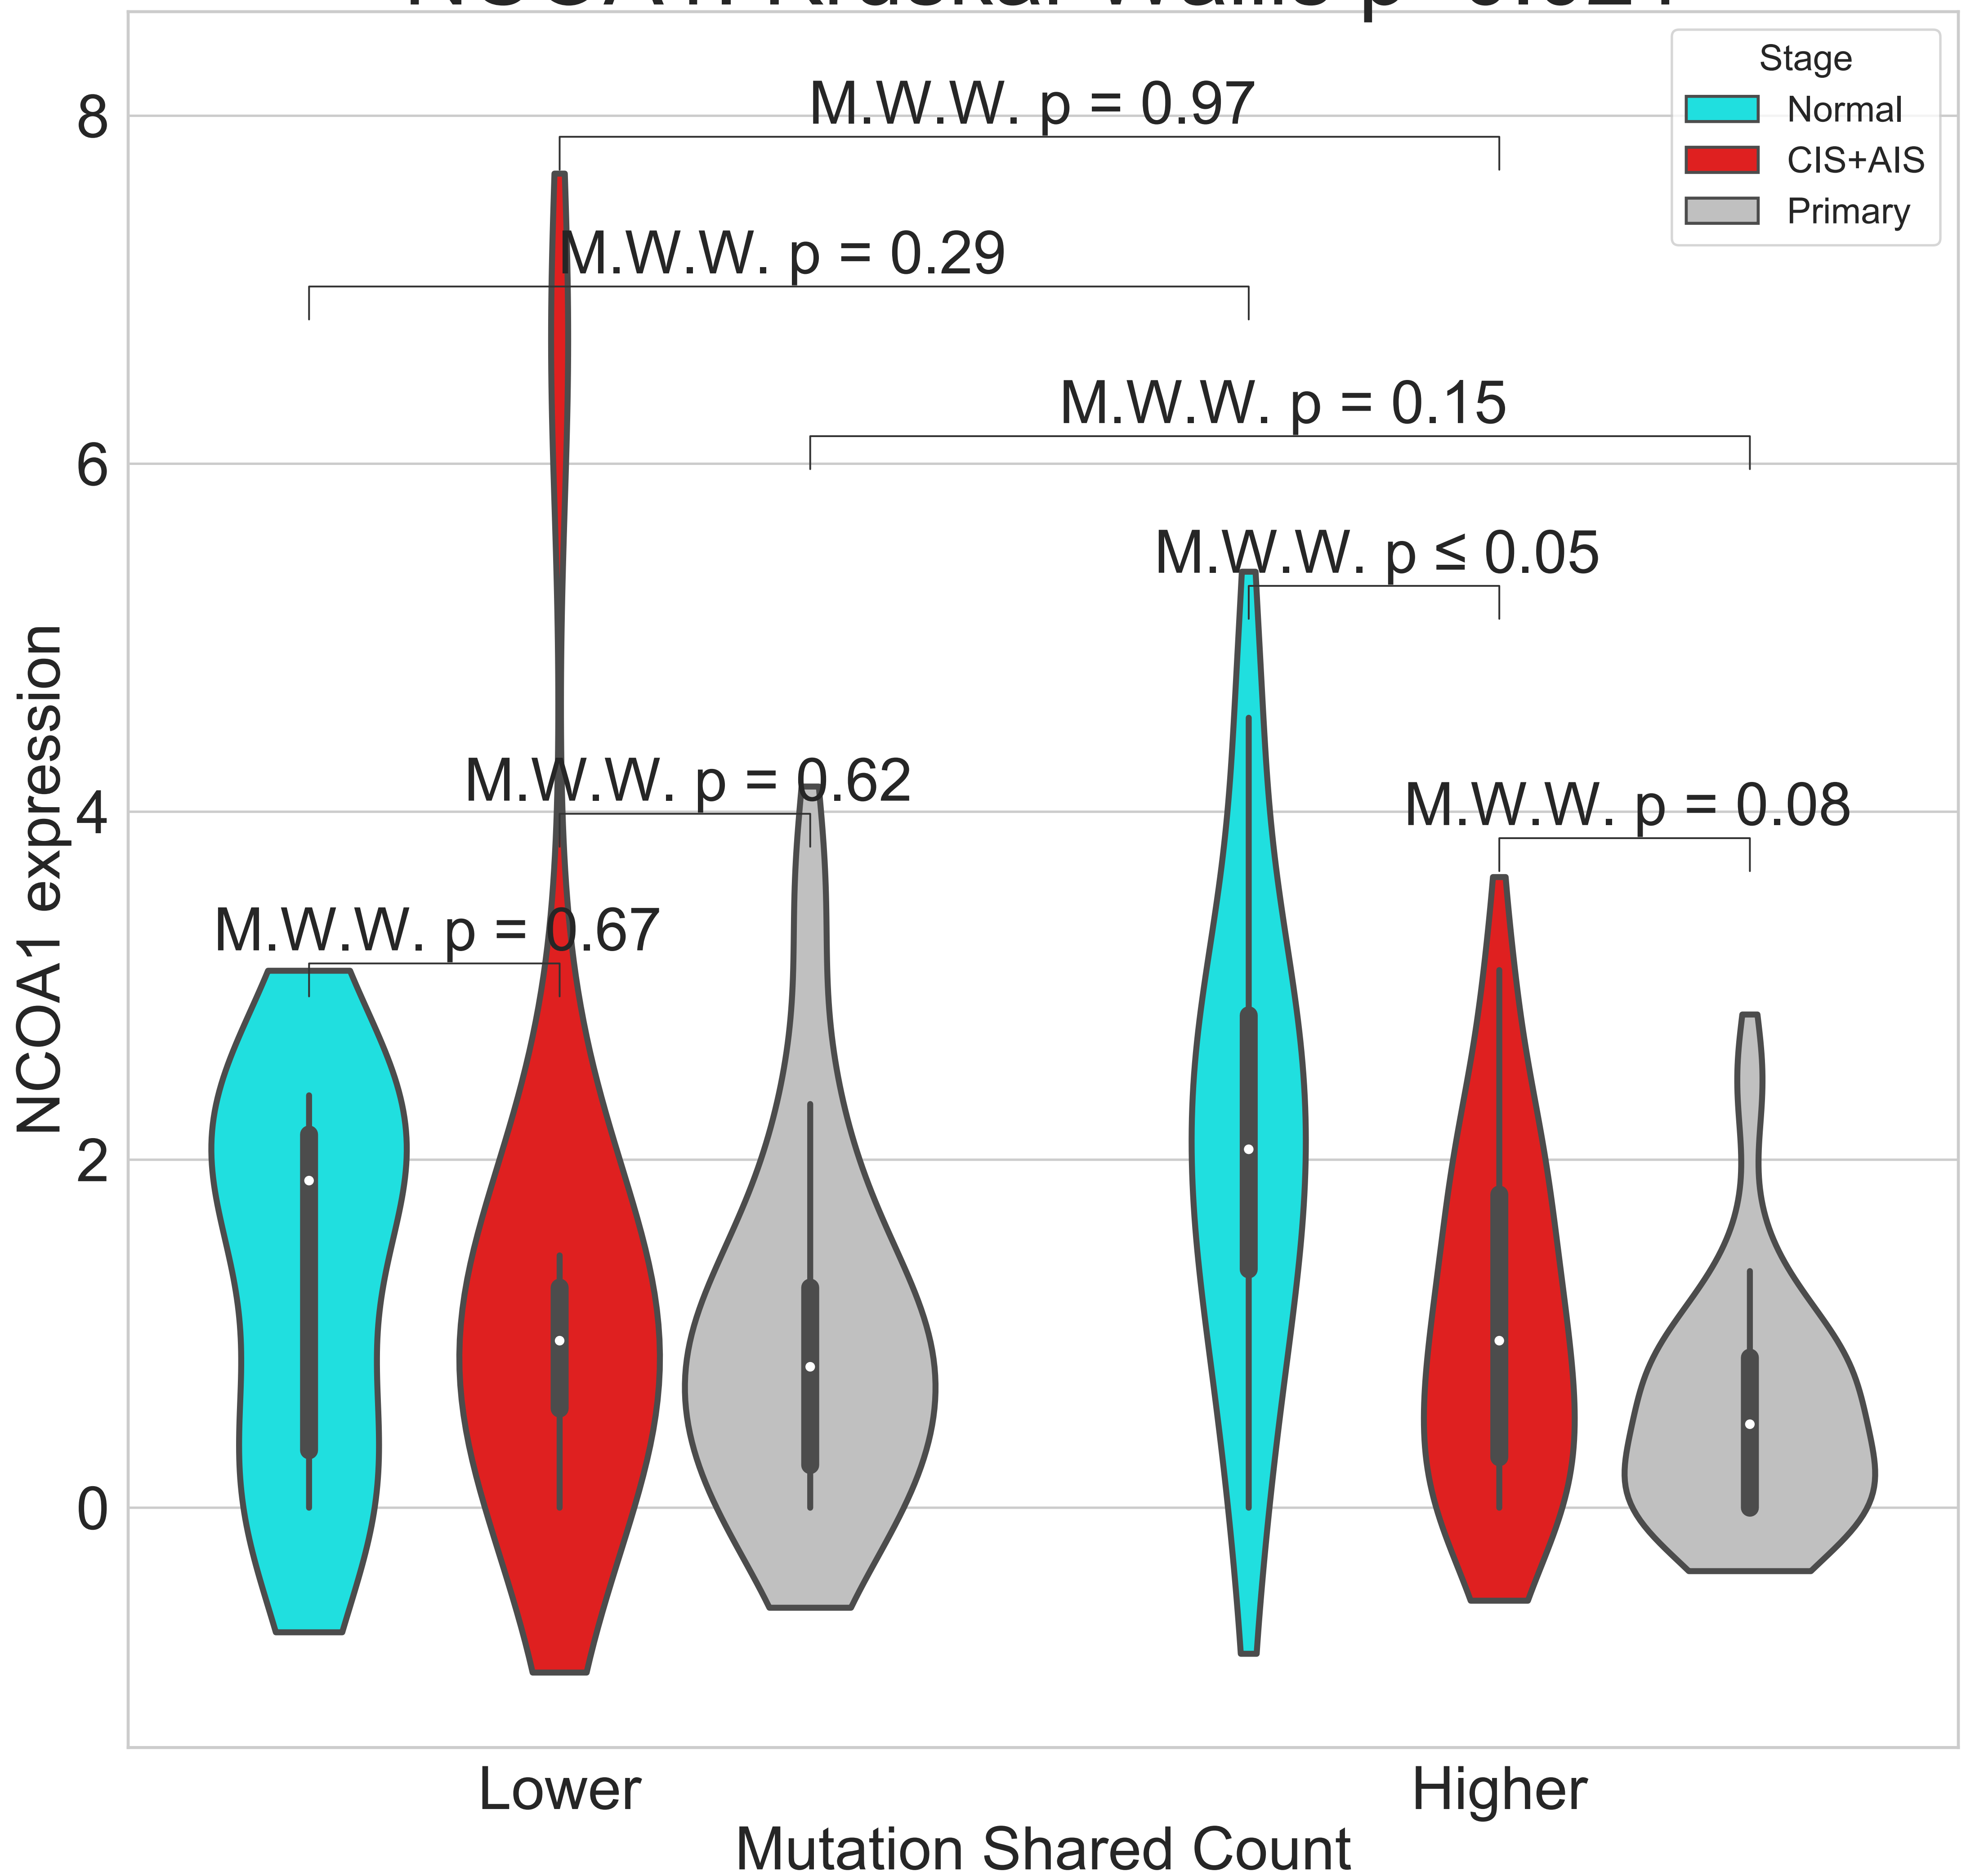 Stage
Normal
CIS+AIS
Primary
M.W.W. p = 0.97
M.W.W. p = 0.29
M.W.W. p = 0.15
M.W.W. p ≤ 0.05
M.W.W. p = 0.62
M.W.W. p = 0.08
M.W.W. p = 0.67
8
6
4
2
0
NCOA1 expression
Lower
Higher
Mutation Shared Count